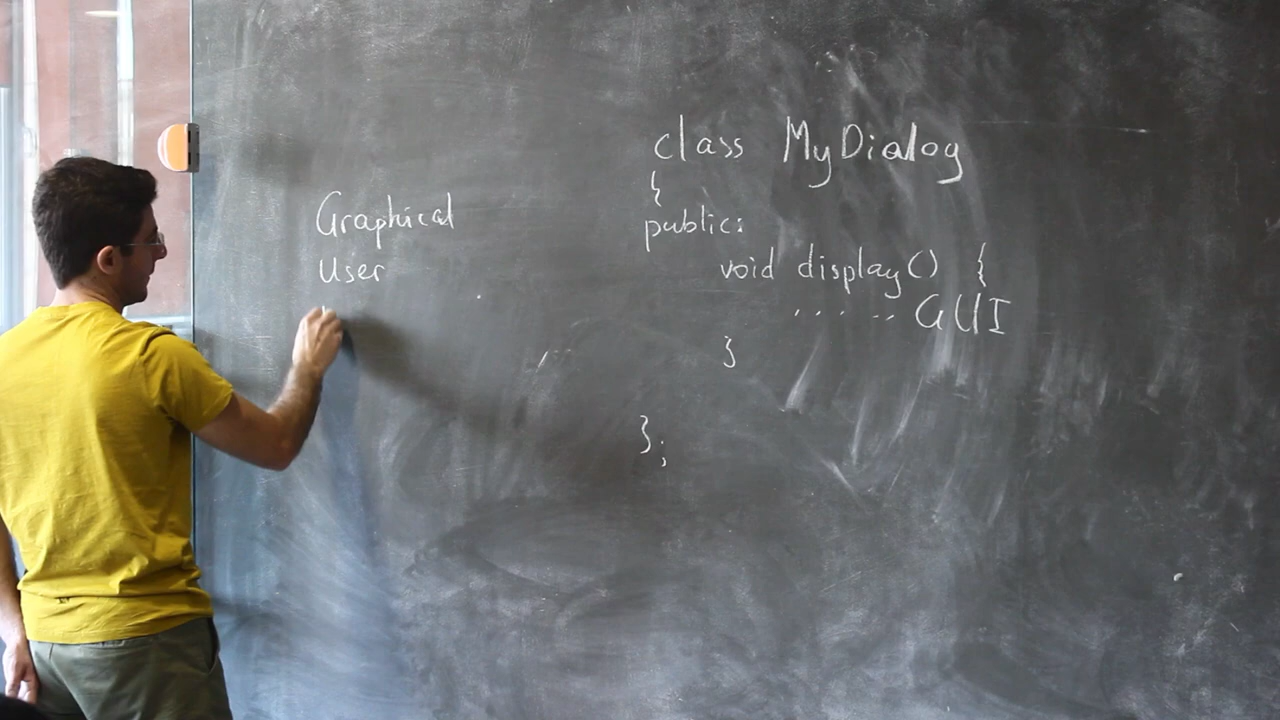 Graphical
User
class MyDialog
{
public:
void display() {
..... GUI
}
};